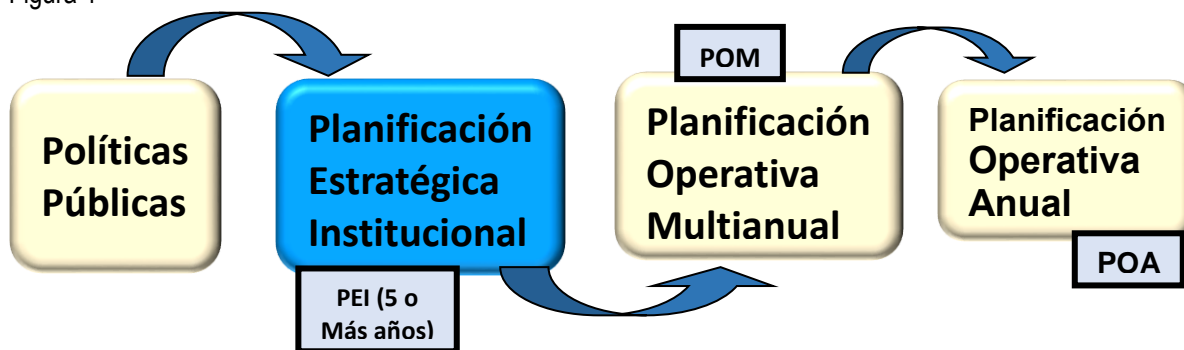 Políticas
Públicas
Planificación
Estratégica
Institucional
PEI (5 o
Más años)
POM
Planificación
Operativa
Multianual
Planificación
Operativa
Anual
POA